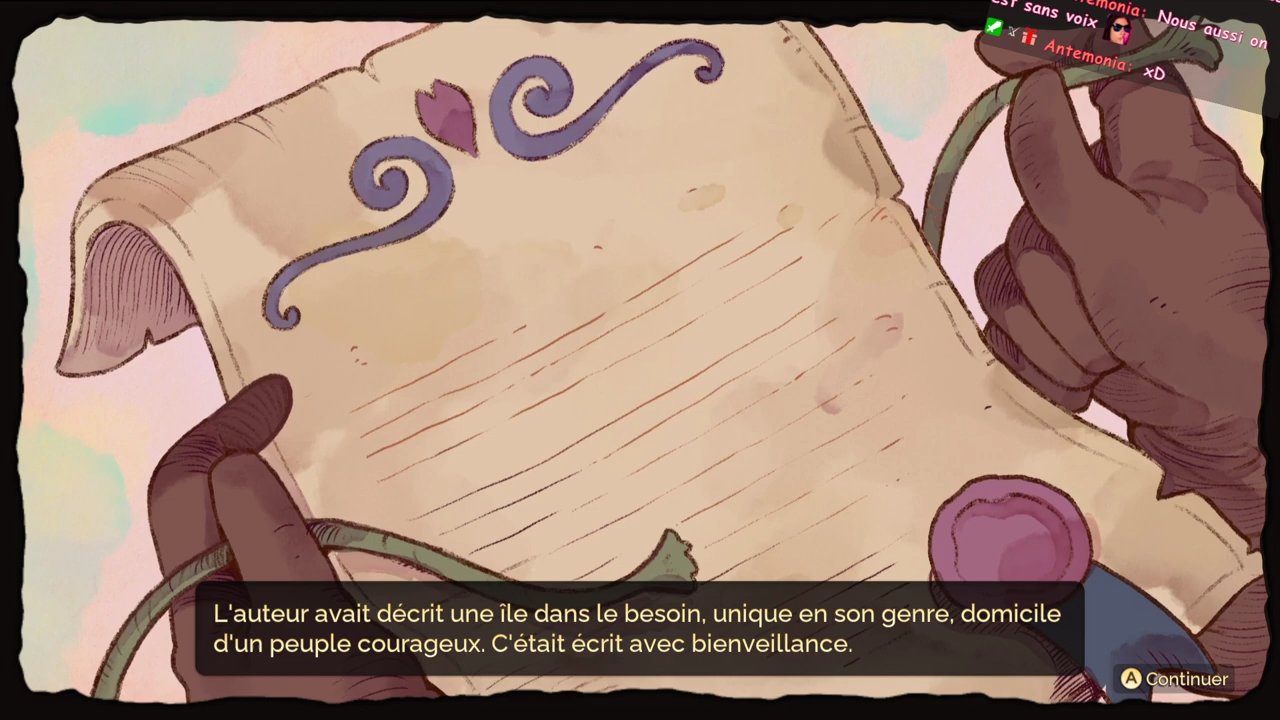 est sans voix
Antemonia: Nous aussi on
Antemonia: xD
L'auteur avait décrit une île dans le besoin, unique en son genre, domicile
d'un peuple courageux. C'était écrit avec bienveillance.
A Continuer